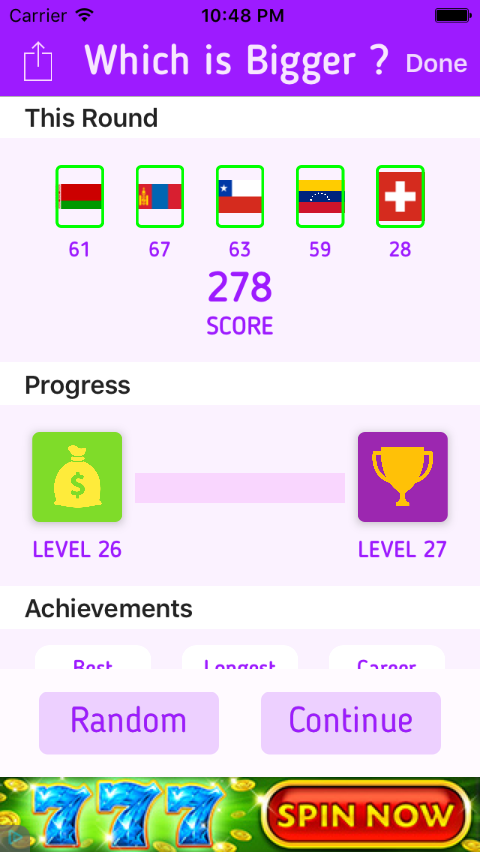 Carrier 10:48 PM
Which is Bigger ? Done
This Round
61 67 63 59 28
278
SCORE
Progress
$
LEVEL 26 LEVEL 27
Achievements
Best Longest Career
Random Continue
777 SPIN NOW